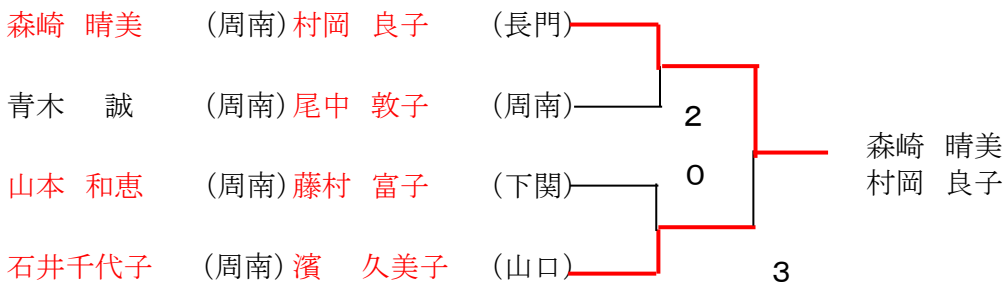 森崎 晴美 (周南) 村岡 良子 (長門)
青木 誠 (周南) 尾中 敦子 (周南)
2
森崎 晴美
村岡 良子
山本 和恵 (周南) 藤村 富子 (下関)
0
石井千代子 (周南) 濱 久美子 (山口)
3